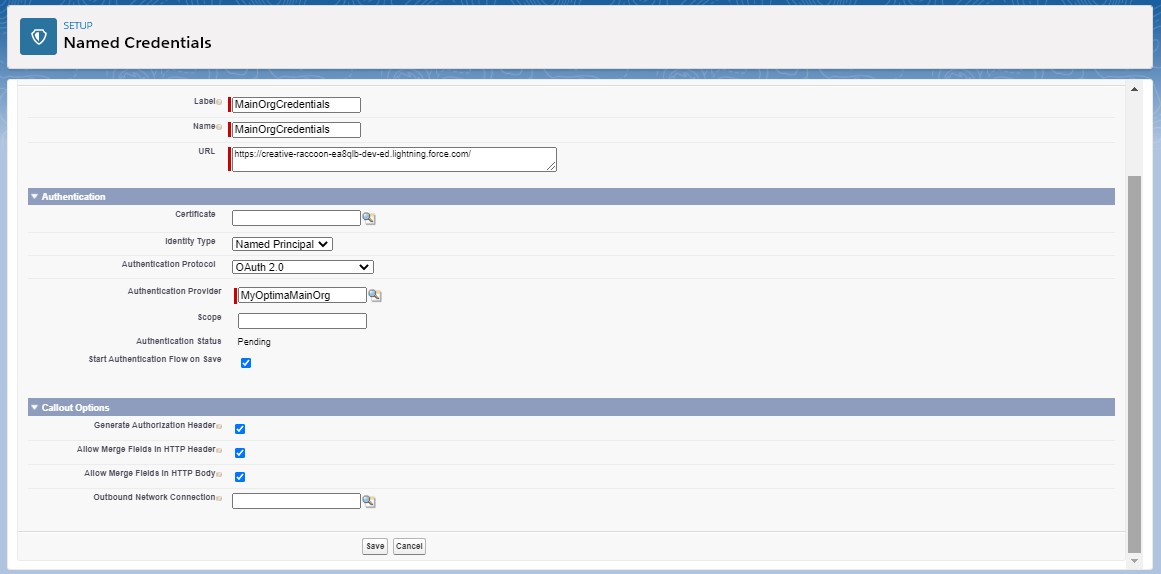 SETUP
Named Credentials
Label MainOrgCredentials
Name MainOrgCredentials
URL https://creative-raccoon-ea8qlb-dev-ed.lightning.force.com/
Authentication
Certificate
Identity Type Named Principal
Authentication Protocol OAuth 2.0
Authentication Provider MyOptimaMainOrg
Scope
Authentication Status Pending
Start Authentication Flow on Save
Callout Options
Generate Authorization Header
Allow Merge Fields in HTTP Header
Allow Merge Fields in HTTP Body
Outbound Network Connection
Save Cancel